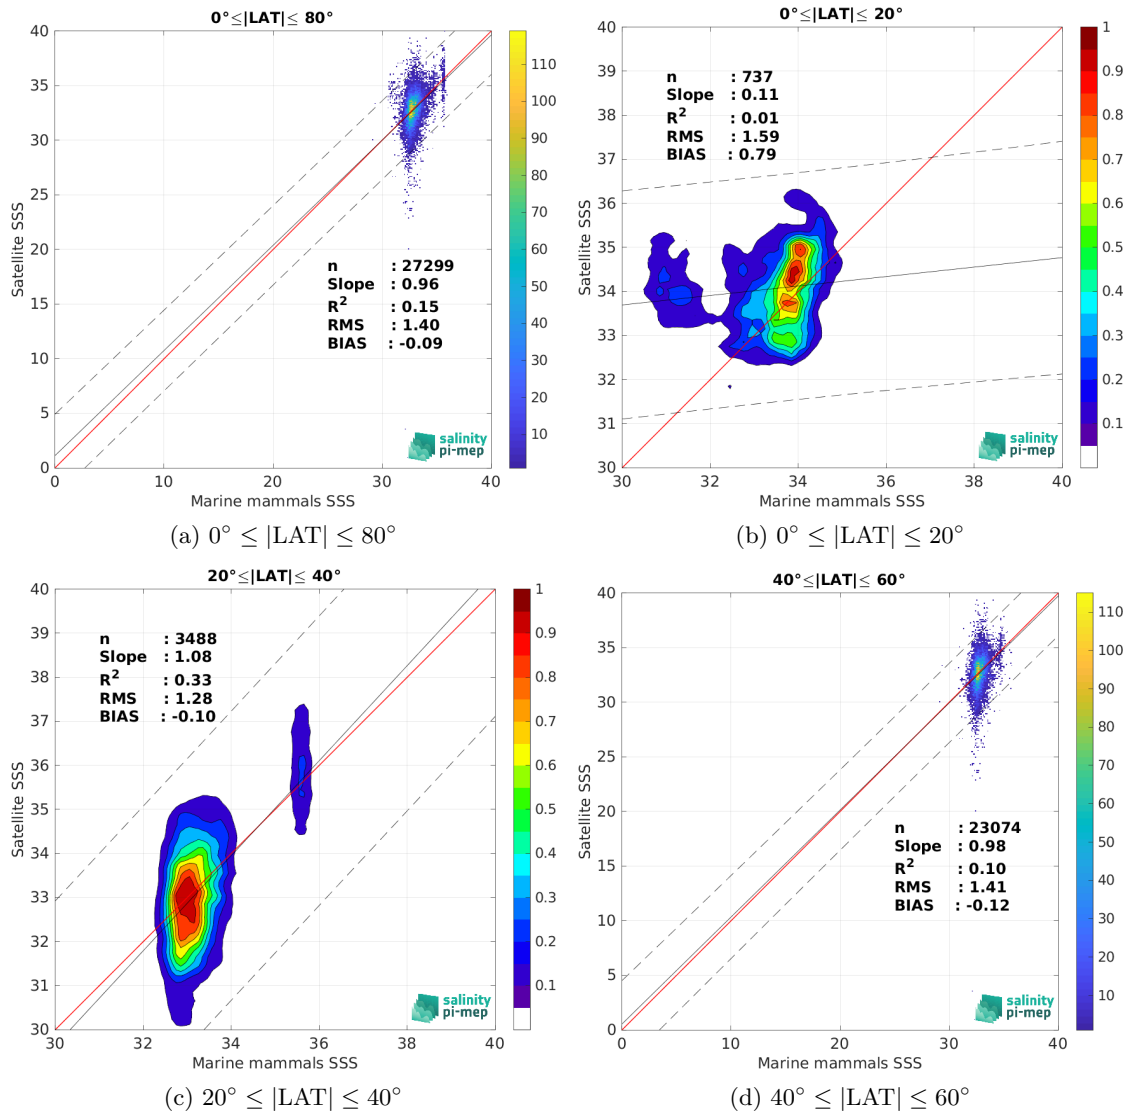 0°≤|LAT|≤ 80°
40
35
30
25
20
15
10
5
0
Satellite SSS
n : 27299
Slope : 0.96
R² : 0.15
RMS : 1.40
BIAS : -0.09
salinity
pi-mep
0 10 20 30 40
Marine mammals SSS
110
100
90
80
70
60
50
40
30
20
10
(a) 0° ≤ |LAT| ≤ 80°
0°≤|LAT|≤ 20°
40
39
38
37
36
35
34
33
32
31
30
Satellite SSS
n : 737
Slope : 0.11
R² : 0.01
RMS : 1.59
BIAS : 0.79
salinity
pi-mep
30 32 34 36 38 40
Marine mammals SSS
1
0.9
0.8
0.7
0.6
0.5
0.4
0.3
0.2
0.1
(b) 0° ≤ |LAT| ≤ 20°
20°≤|LAT|≤ 40°
40
39
38
37
36
35
34
33
32
31
30
Satellite SSS
n : 3488
Slope : 1.08
R² : 0.33
RMS : 1.28
BIAS : -0.10
salinity
pi-mep
30 32 34 36 38 40
Marine mammals SSS
1
0.9
0.8
0.7
0.6
0.5
0.4
0.3
0.2
0.1
(c) 20° ≤ |LAT| ≤ 40°
40°≤|LAT|≤ 60°
40
35
30
25
20
15
10
5
0
Satellite SSS
n : 23074
Slope : 0.98
R² : 0.10
RMS : 1.41
BIAS : -0.12
salinity
pi-mep
0 10 20 30 40
Marine mammals SSS
110
100
90
80
70
60
50
40
30
20
10
(d) 40° ≤ |LAT| ≤ 60°